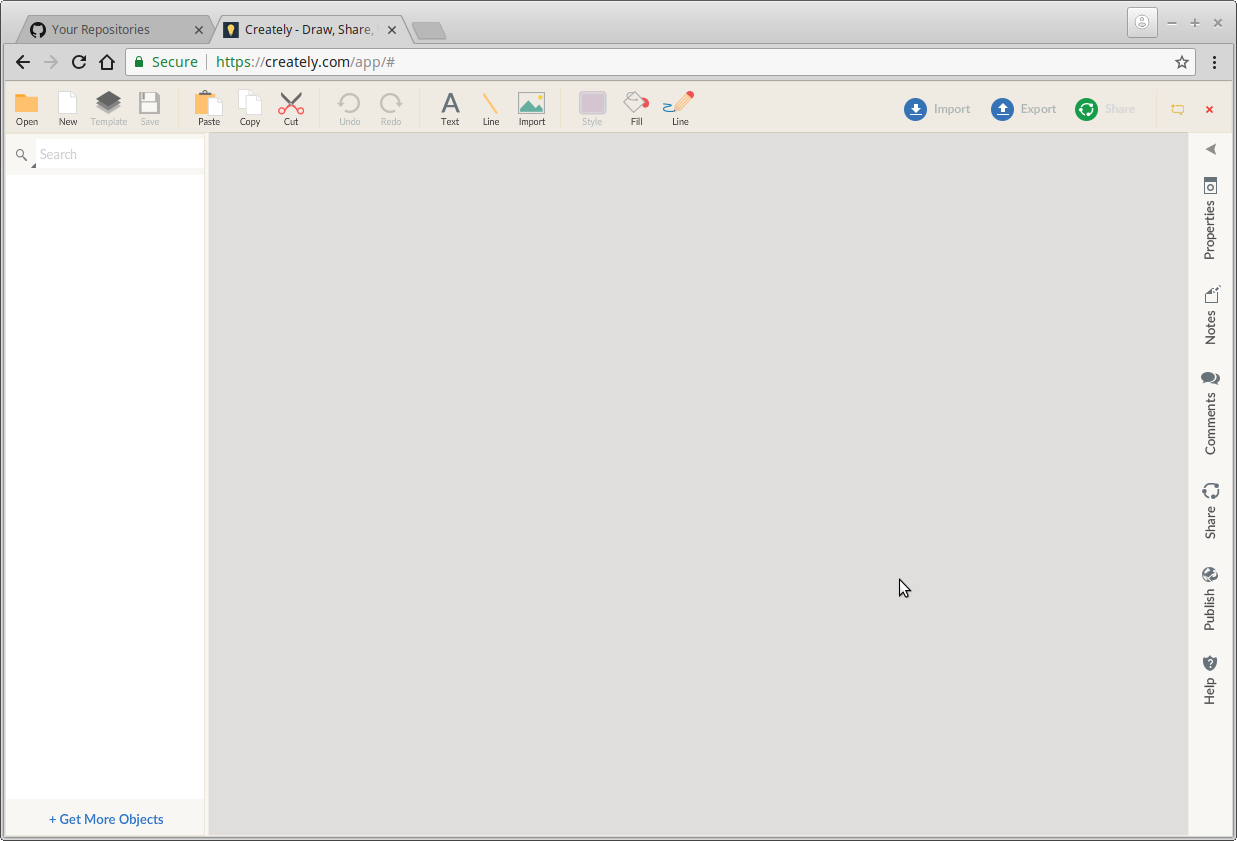 Your Repositories
Creately - Draw, Share,
Secure
https://creately.com/app/#
Open
New
Template
Save
Paste
Copy
Cut
Undo
Redo
Text
Line
Import
Style
Fill
Line
Import
Export
Share
Search
Properties
Notes
Comments
Share
Publish
Help
+ Get More Objects